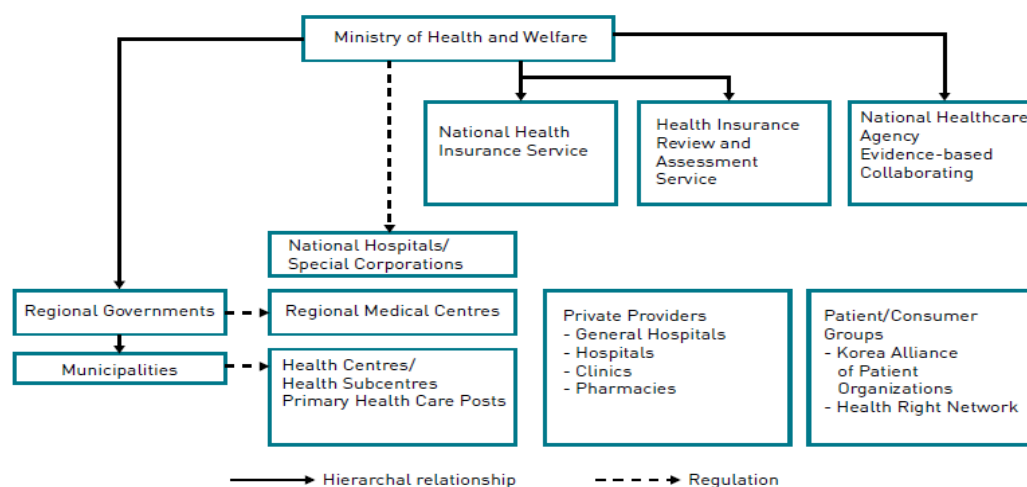 Ministry of Health and Welfare
National Health
Insurance Service
Health Insurance
Review and
Assessment
Service
National Healthcare
Agency
Evidence-based
Collaborating
National Hospitals/
Special Corporations
Regional Governments
Regional Medical Centres
Municipalities
Health Centres/
Health Subcentres
Primary Health Care Posts
Private Providers
- General Hospitals
- Hospitals
- Clinics
- Pharmacies
Patient/Consumer
Groups
- Korea Alliance
of Patient
Organizations
- Health Right Network
Hierarchal relationship
Regulation